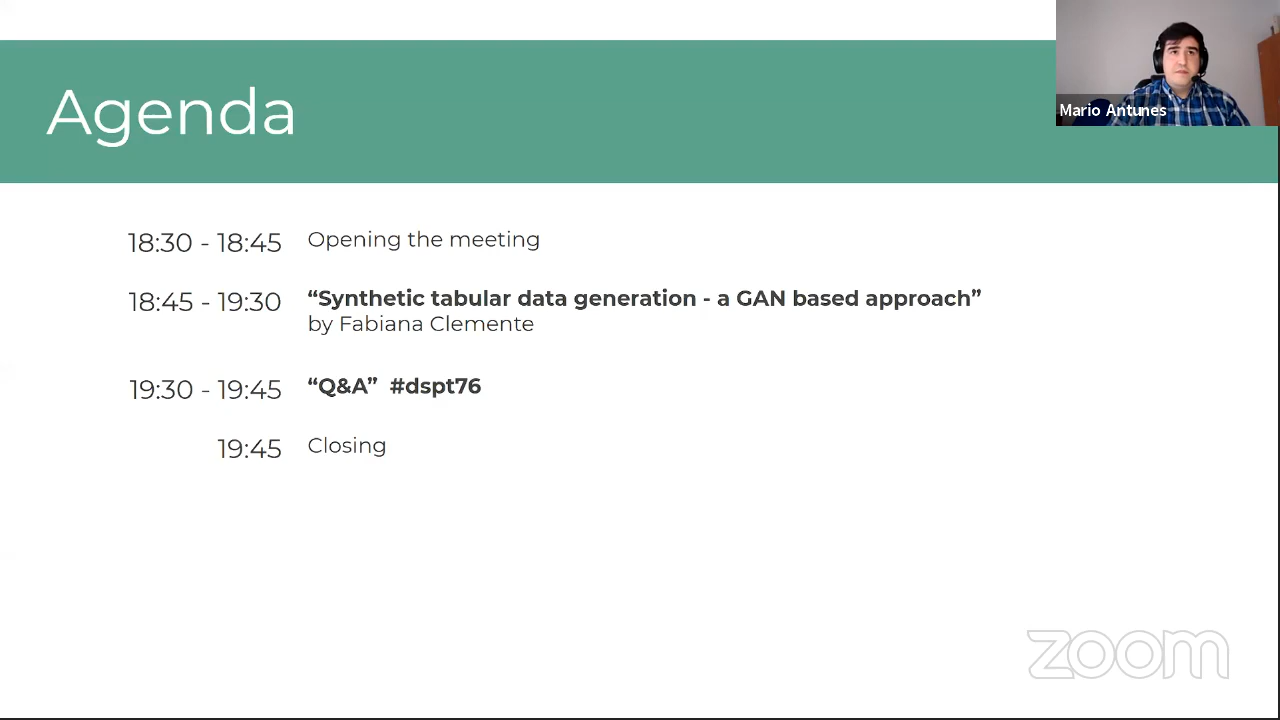 Agenda
Mario Antunes
18:30 - 18:45 Opening the meeting
18:45 - 19:30 “Synthetic tabular data generation - a GAN based approach”
by Fabiana Clemente
19:30 - 19:45 “Q&A” #dspt76
19:45 Closing
zoom